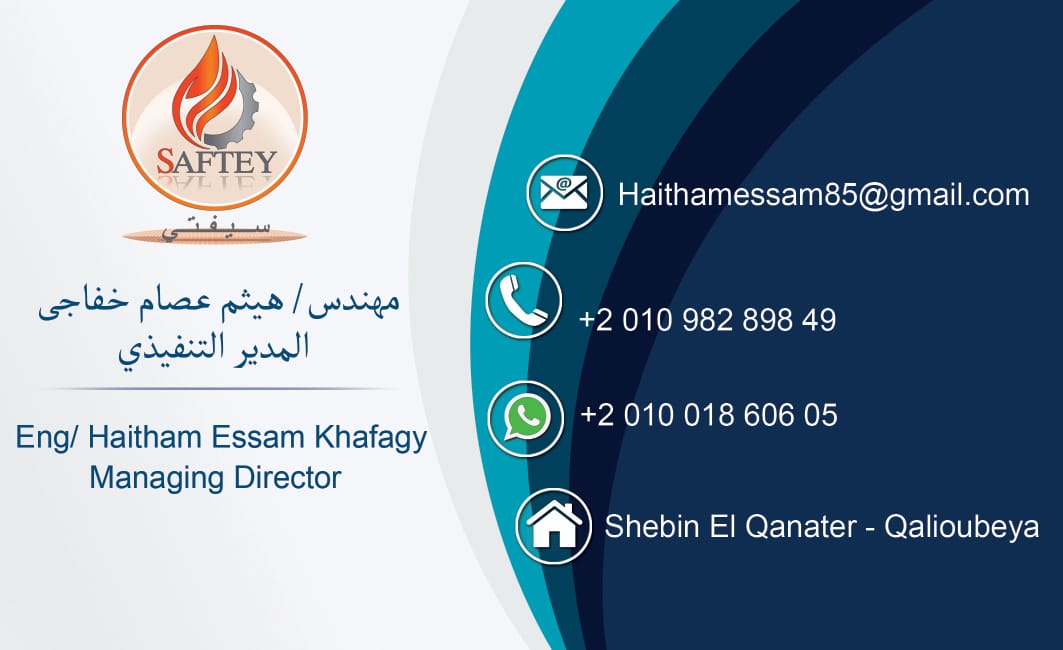 SAFTEY
سيفتي
مهندس/ هيثم عصام خفاجى
المدير التنفيذي
Eng/ Haitham Essam Khafagy
Managing Director
@
Haithamessam85@gmail.com
+2 010 982 898 49
+2 010 018 606 05
Shebin El Qanater - Qalioubeya